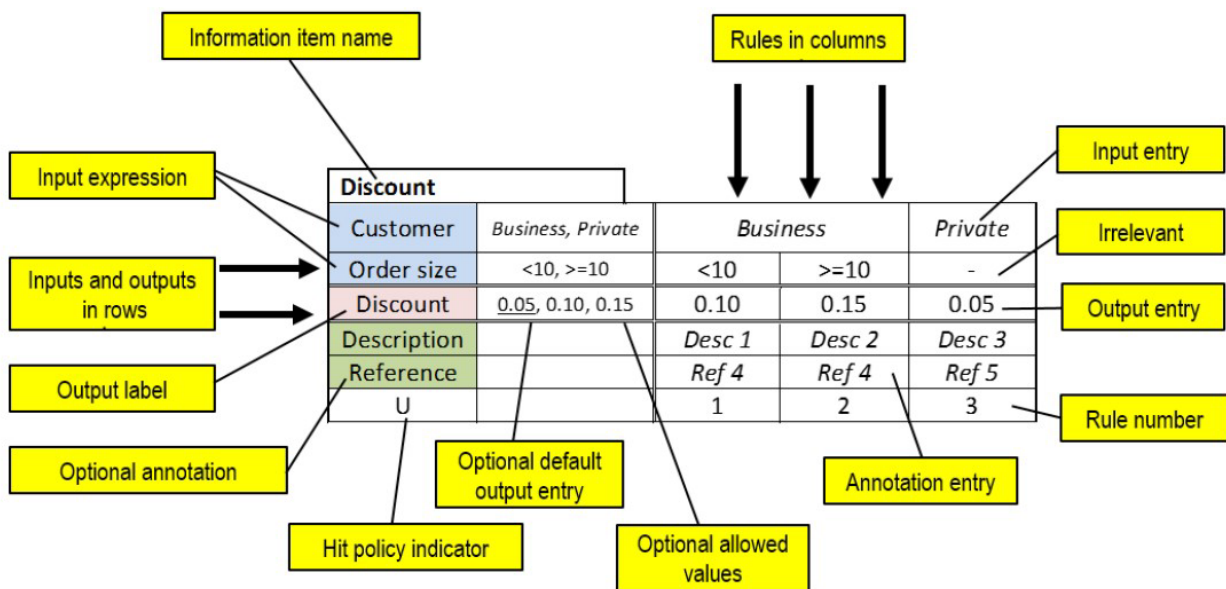 Information item name
Rules in columns
Input expression
Input entry
Discount
Customer Business, Private Business Private
Irrelevant
Order size <10, >=10 <10 >=10 -
Inputs and outputs
in rows
Discount 0.05, 0.10, 0.15 0.10 0.15 0.05
Output entry
Description Desc 1 Desc 2 Desc 3
Output label
Reference Ref 4 Ref 4 Ref 5
U 1 2 3
Rule number
Optional annotation
Optional default
output entry
Annotation entry
Hit policy indicator
Optional allowed
values